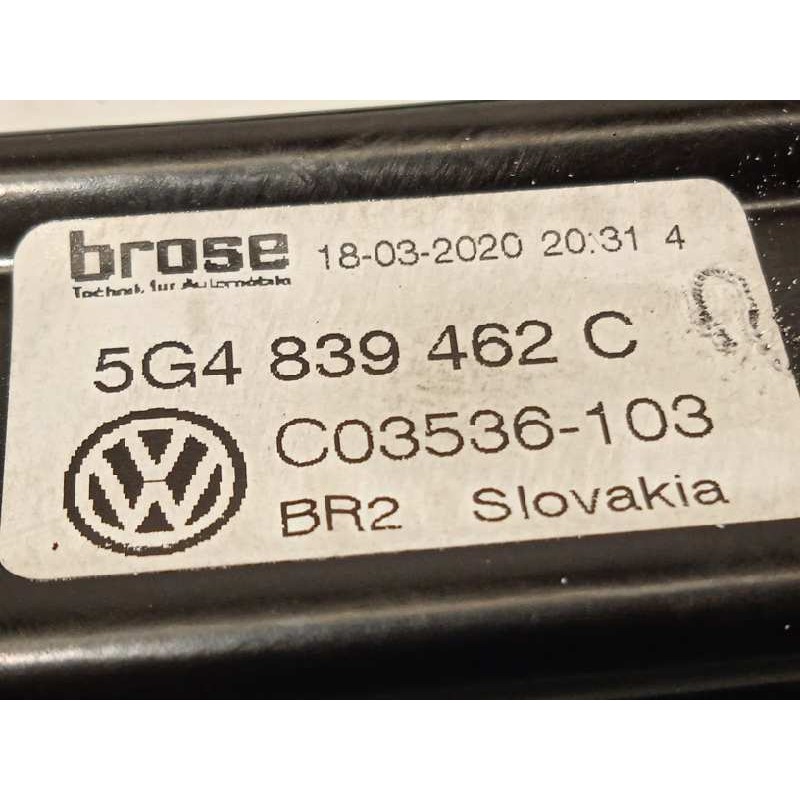 brose 18-03-2020 20:31 4
Technik für Automobile
5G4 839 462 C
C03536-103
BR2 Slovakia